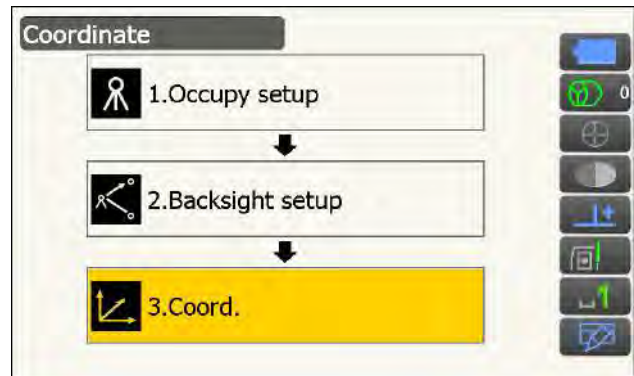 Coordinate
1.Occupy setup
0
2.Backsight setup
3.Coord.